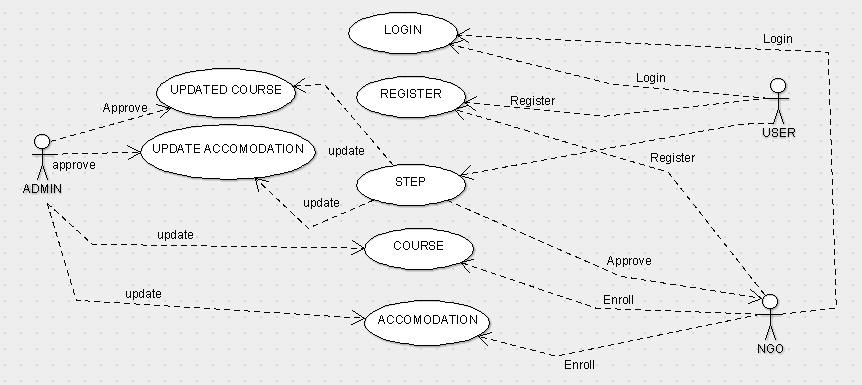 LOGIN
Login
Login
UPDATED COURSE
REGISTER
Register
Approve
USER
UPDATE ACCOMODATION
update
approve
Register
ADMIN
STEP
update
update
COURSE
Approve
update
Enroll
ACCOMODATION
NGO
Enroll